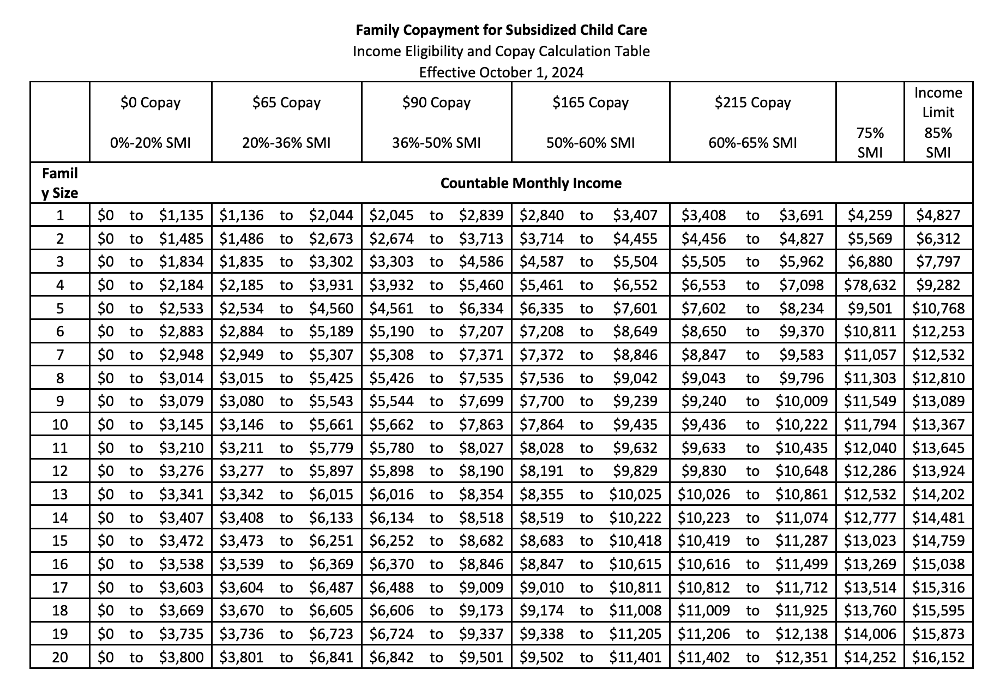 Family Copayment for Subsidized Child Care
Income Eligibility and Copay Calculation Table
Effective October 1, 2024
$0 Copay $65 Copay $90 Copay $165 Copay $215 Copay Income
Limit
0%-20% SMI 20%-36% SMI 36%-50% SMI 50%-60% SMI 60%-65% SMI 75% 85%
SMI SMI
Famil
y Size Countable Monthly Income
1 $0 to $1,135 $1,136 to $2,044 $2,045 to $2,839 $2,840 to $3,407 $3,408 to $3,691 $4,259 $4,827
2 $0 to $1,485 $1,486 to $2,673 $2,674 to $3,713 $3,714 to $4,455 $4,456 to $4,827 $5,569 $6,312
3 $0 to $1,834 $1,835 to $3,302 $3,303 to $4,586 $4,587 to $5,504 $5,505 to $5,962 $6,880 $7,797
4 $0 to $2,184 $2,185 to $3,931 $3,932 to $5,460 $5,461 to $6,552 $6,553 to $7,098 $78,632 $9,282
5 $0 to $2,533 $2,534 to $4,560 $4,561 to $6,334 $6,335 to $7,601 $7,602 to $8,234 $9,501 $10,768
6 $0 to $2,883 $2,884 to $5,189 $5,190 to $7,207 $7,208 to $8,649 $8,650 to $9,370 $10,811 $12,253
7 $0 to $2,948 $2,949 to $5,307 $5,308 to $7,371 $7,372 to $8,846 $8,847 to $9,583 $11,057 $12,532
8 $0 to $3,014 $3,015 to $5,425 $5,426 to $7,535 $7,536 to $9,042 $9,043 to $9,796 $11,303 $12,810
9 $0 to $3,079 $3,080 to $5,543 $5,544 to $7,699 $7,700 to $9,239 $9,240 to $10,009 $11,549 $13,089
10 $0 to $3,145 $3,146 to $5,661 $5,662 to $7,863 $7,864 to $9,435 $9,436 to $10,222 $11,794 $13,367
11 $0 to $3,210 $3,211 to $5,779 $5,780 to $8,027 $8,028 to $9,632 $9,633 to $10,435 $12,040 $13,645
12 $0 to $3,276 $3,277 to $5,897 $5,898 to $8,190 $8,191 to $9,829 $9,830 to $10,648 $12,286 $13,924
13 $0 to $3,341 $3,342 to $6,015 $6,016 to $8,354 $8,355 to $10,025 $10,026 to $10,861 $12,532 $14,202
14 $0 to $3,407 $3,408 to $6,133 $6,134 to $8,518 $8,519 to $10,222 $10,223 to $11,074 $12,777 $14,481
15 $0 to $3,472 $3,473 to $6,251 $6,252 to $8,682 $8,683 to $10,418 $10,419 to $11,287 $13,023 $14,759
16 $0 to $3,538 $3,539 to $6,369 $6,370 to $8,846 $8,847 to $10,615 $10,616 to $11,499 $13,269 $15,038
17 $0 to $3,603 $3,604 to $6,487 $6,488 to $9,009 $9,010 to $10,811 $10,812 to $11,712 $13,514 $15,316
18 $0 to $3,669 $3,670 to $6,605 $6,606 to $9,173 $9,174 to $11,008 $11,009 to $11,925 $13,760 $15,595
19 $0 to $3,735 $3,736 to $6,723 $6,724 to $9,337 $9,338 to $11,205 $11,206 to $12,138 $14,006 $15,873
20 $0 to $3,800 $3,801 to $6,841 $6,842 to $9,501 $9,502 to $11,401 $11,402 to $12,351 $14,252 $16,152